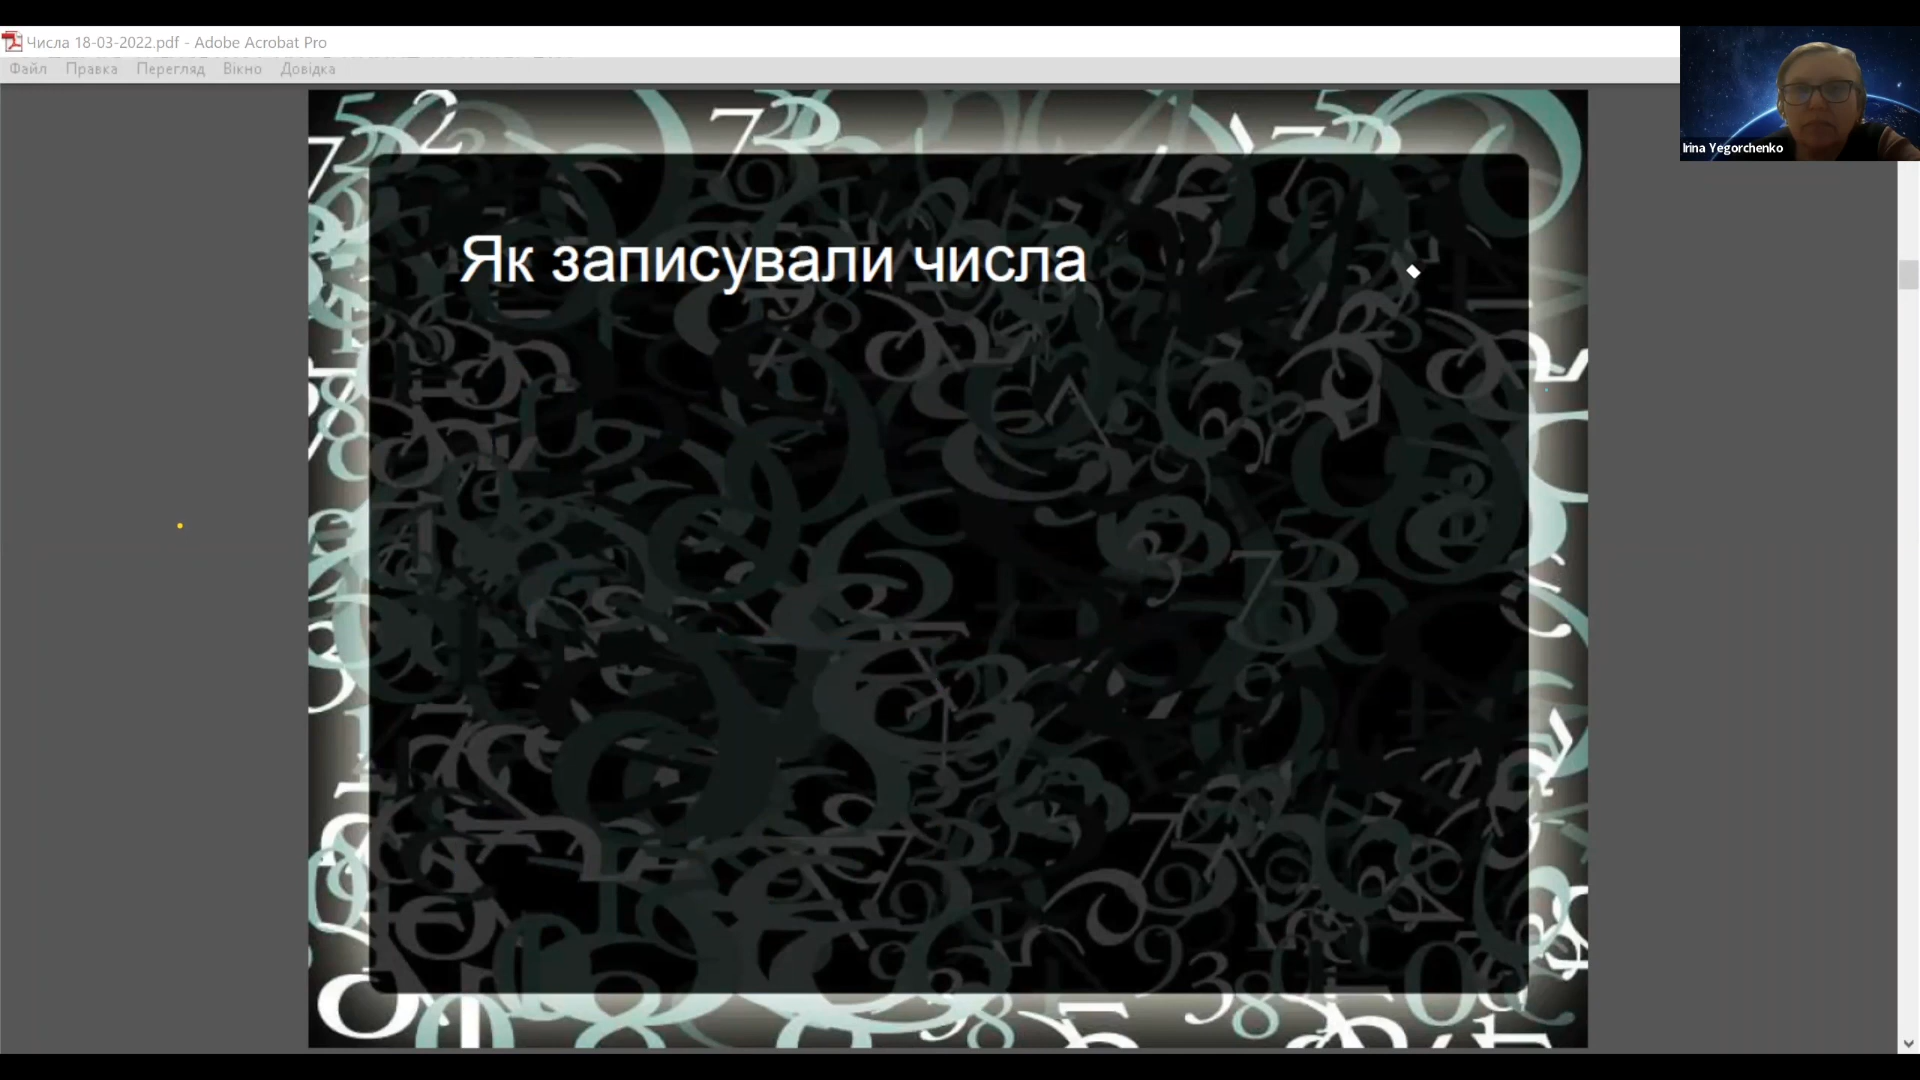 Числа 18-03-2022.pdf - Adobe Acrobat Pro
Файл Правка Перегляд Вікно Довідка
Irina Yegorchenko
Як записували числа